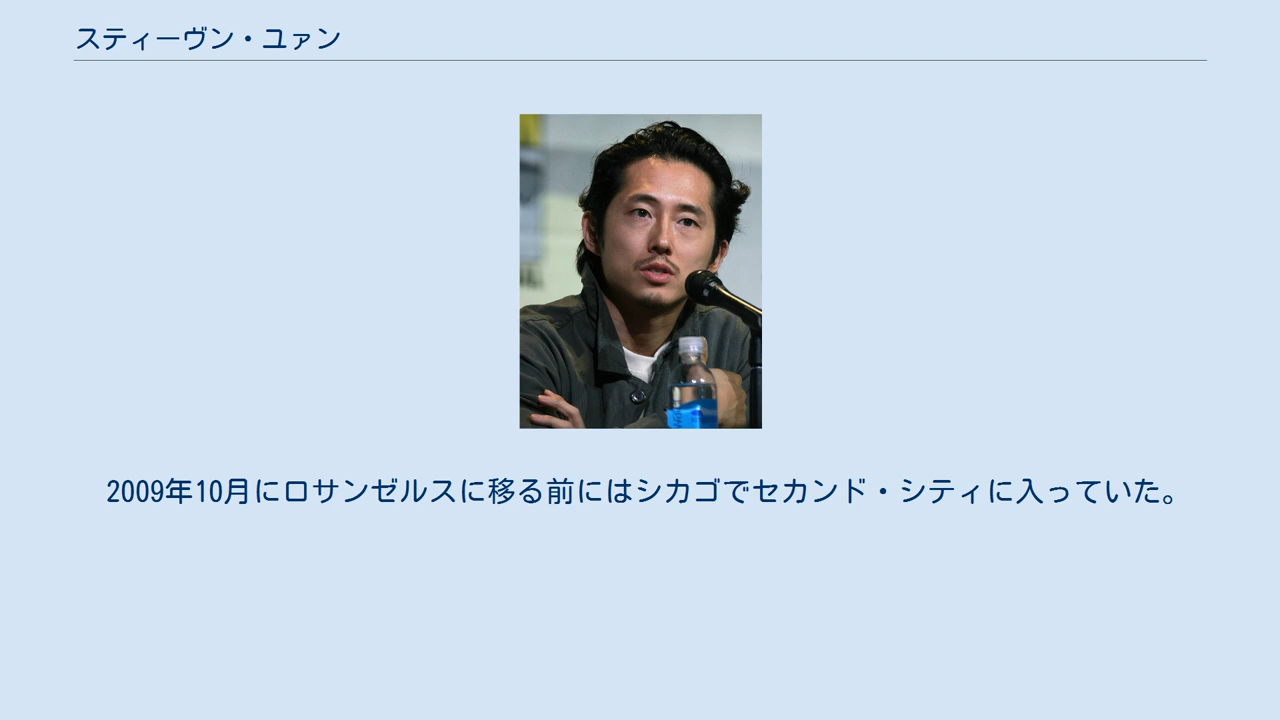 スティーヴン・ユァン
2009年10月にロサンゼルスに移る前にはシカゴでセカンド・シティに入っていた。